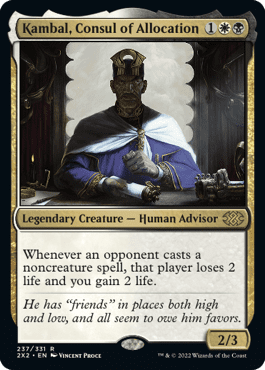 Kambal, Consul of Allocation 1
Legendary Creature — Human Advisor
Whenever an opponent casts a
noncreature spell, that player loses 2
life and you gain 2 life.
He has “friends” in places both high
and low, and all seem to owe him favors.
2/3
237/331 R
2X2 • EN Vincent Proce
™ & © 2022 Wizards of the Coast